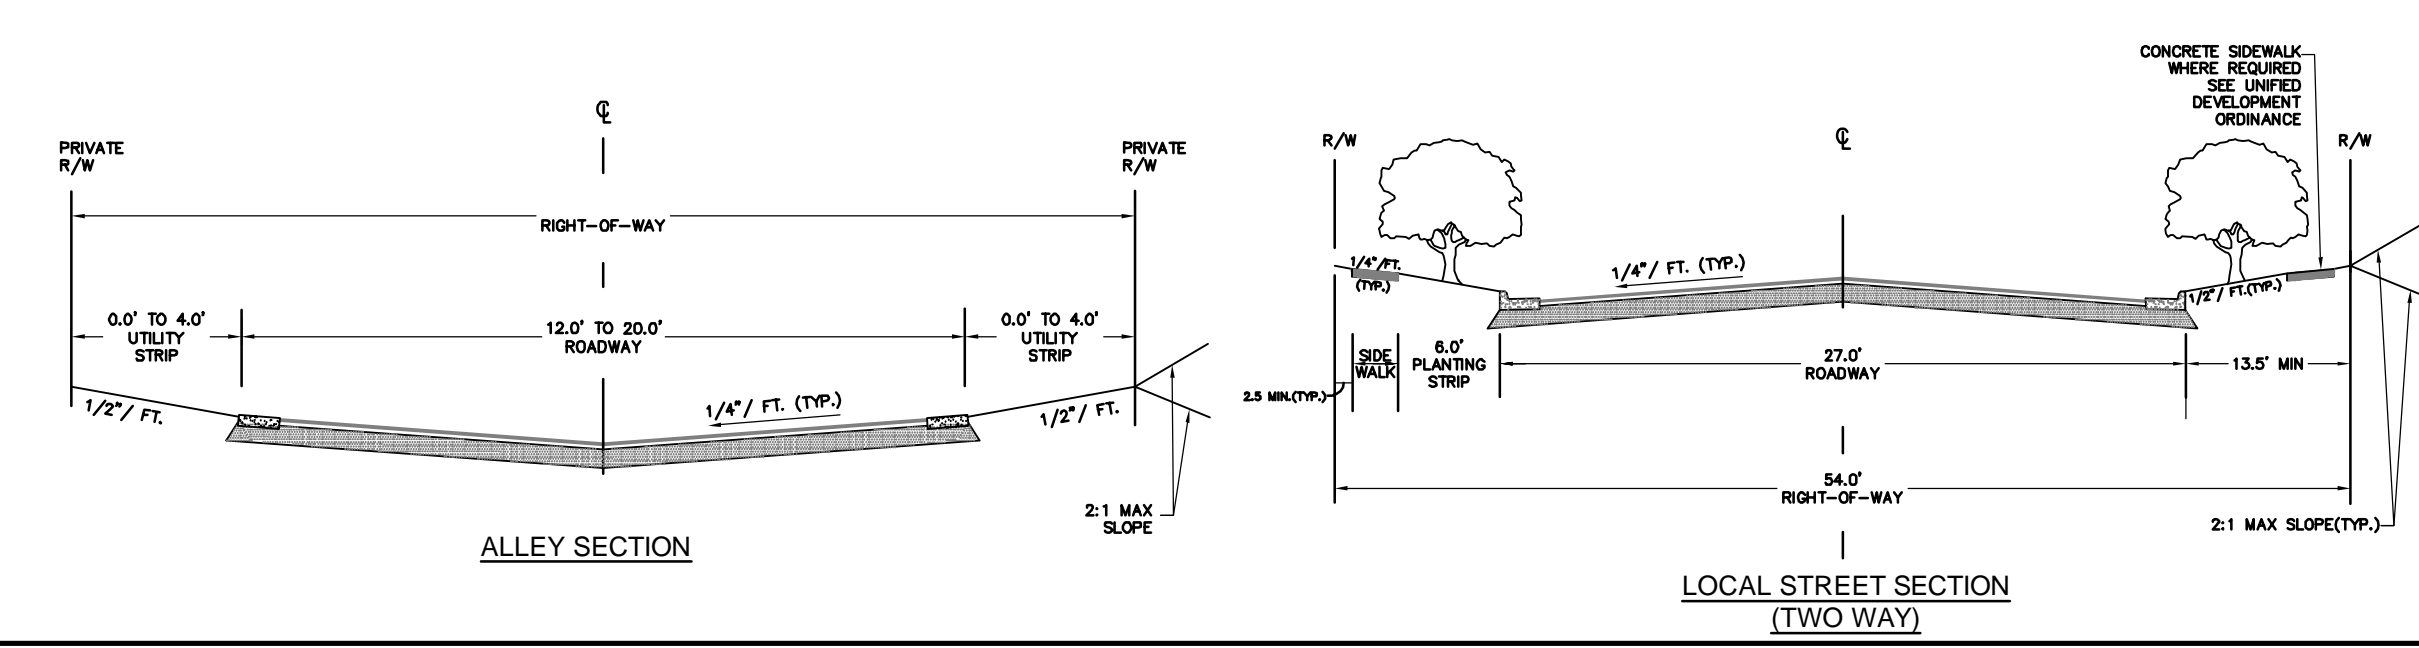 ℄
PRIVATE
R/W
PRIVATE
R/W
RIGHT-OF-WAY
0.0' TO 4.0'
UTILITY
STRIP
12.0' TO 20.0'
ROADWAY
0.0' TO 4.0'
UTILITY
STRIP
1/2"/ FT.
1/4"/ FT. (TYP.)
1/2"/ FT.
2:1 MAX
SLOPE
ALLEY SECTION
CONCRETE SIDEWALK
WHERE REQUIRED
SEE UNIFIED
DEVELOPMENT
ORDINANCE
R/W
℄
R/W
1/4"/FT.
(TYP.)
1/4"/ FT. (TYP.)
1/2"/ FT.(TYP.)
SIDE
WALK
6.0'
PLANTING
STRIP
27.0'
ROADWAY
13.5' MIN
2.5 MIN.(TYP.)
54.0'
RIGHT-OF-WAY
2:1 MAX SLOPE(TYP.)
LOCAL STREET SECTION
(TWO WAY)